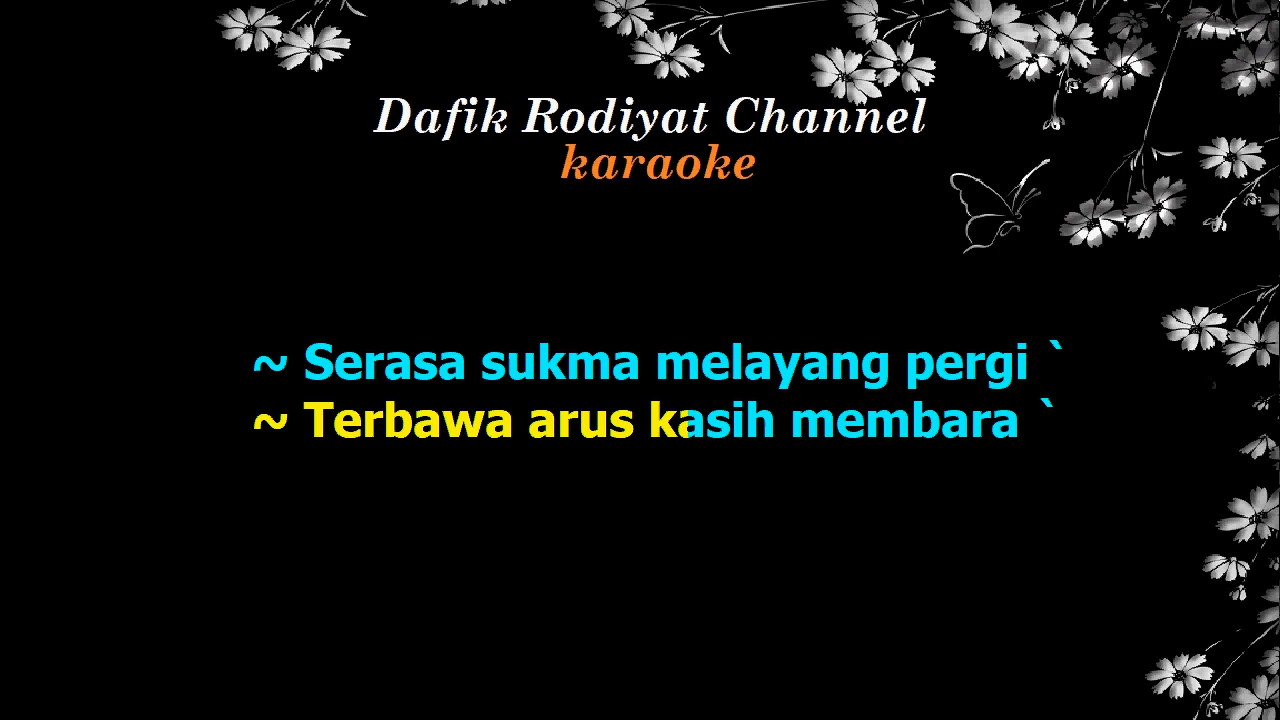 Dafik Rodiyat Channel
karaoke
~ Serasa sukma melayang pergi `
~ Terbawa arus kasih membara `